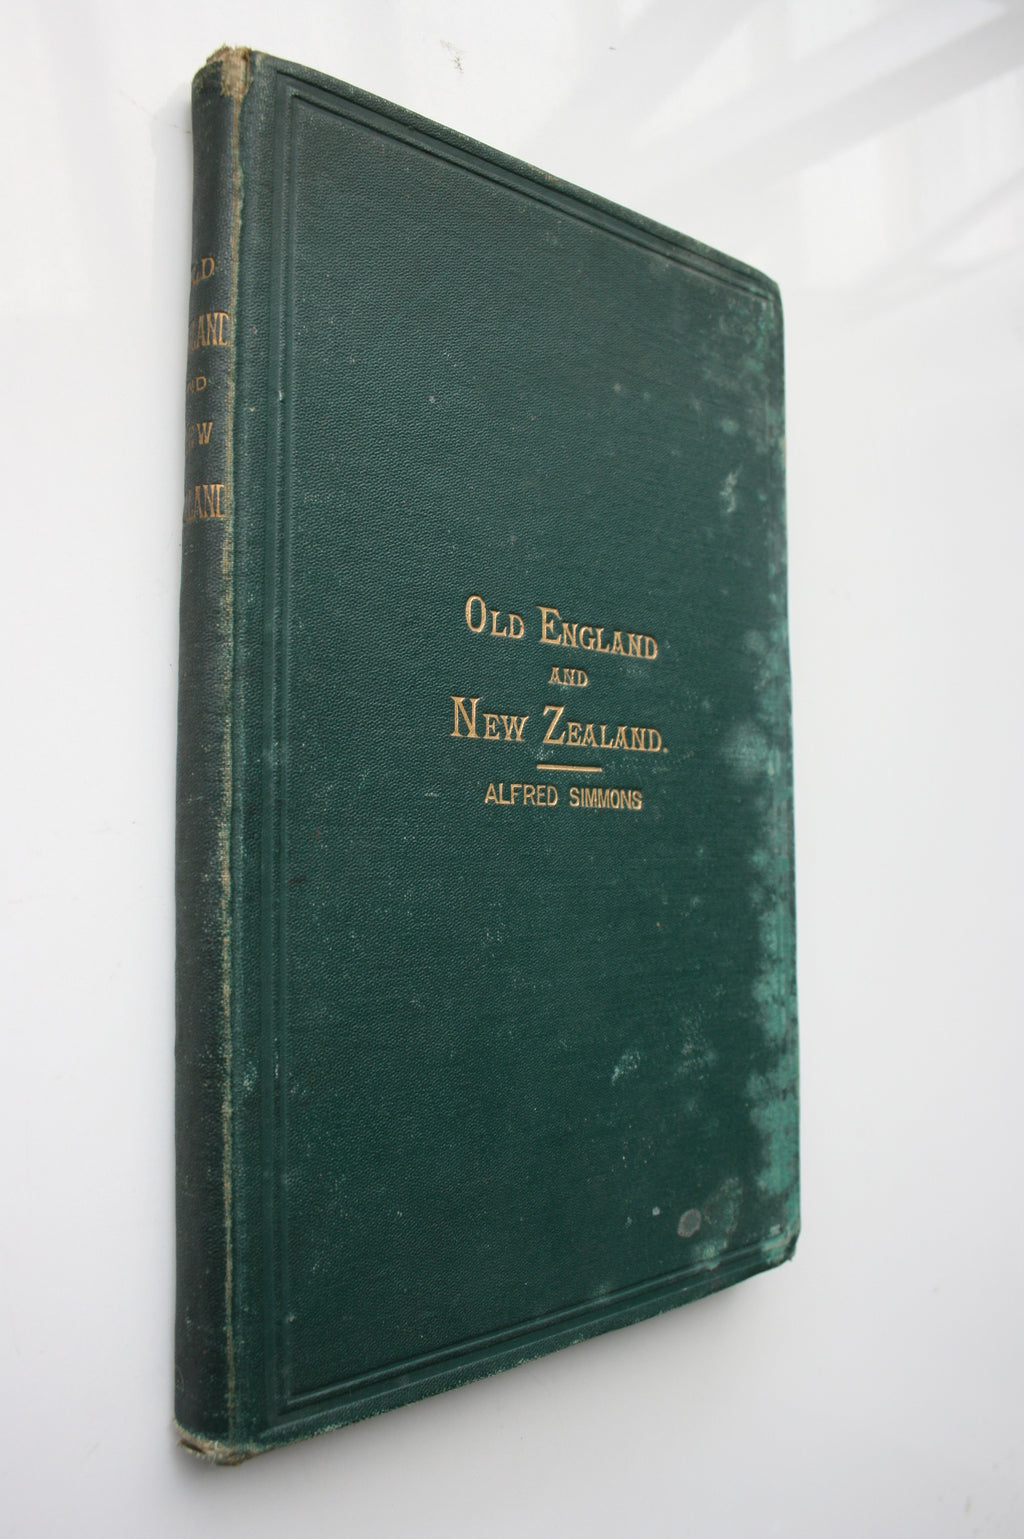 OLD ENGLAND
AND
NEW ZEALAND.
ALFRED SIMMONS